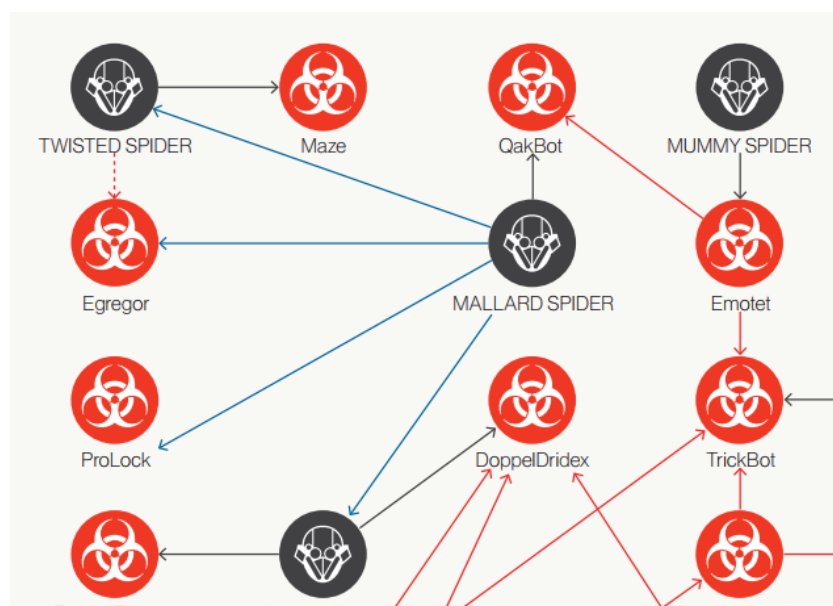 TWISTED SPIDER
Maze
QakBot
MUMMY SPIDER
Egregor
MALLARD SPIDER
Emotet
ProLock
DoppelDridex
TrickBot